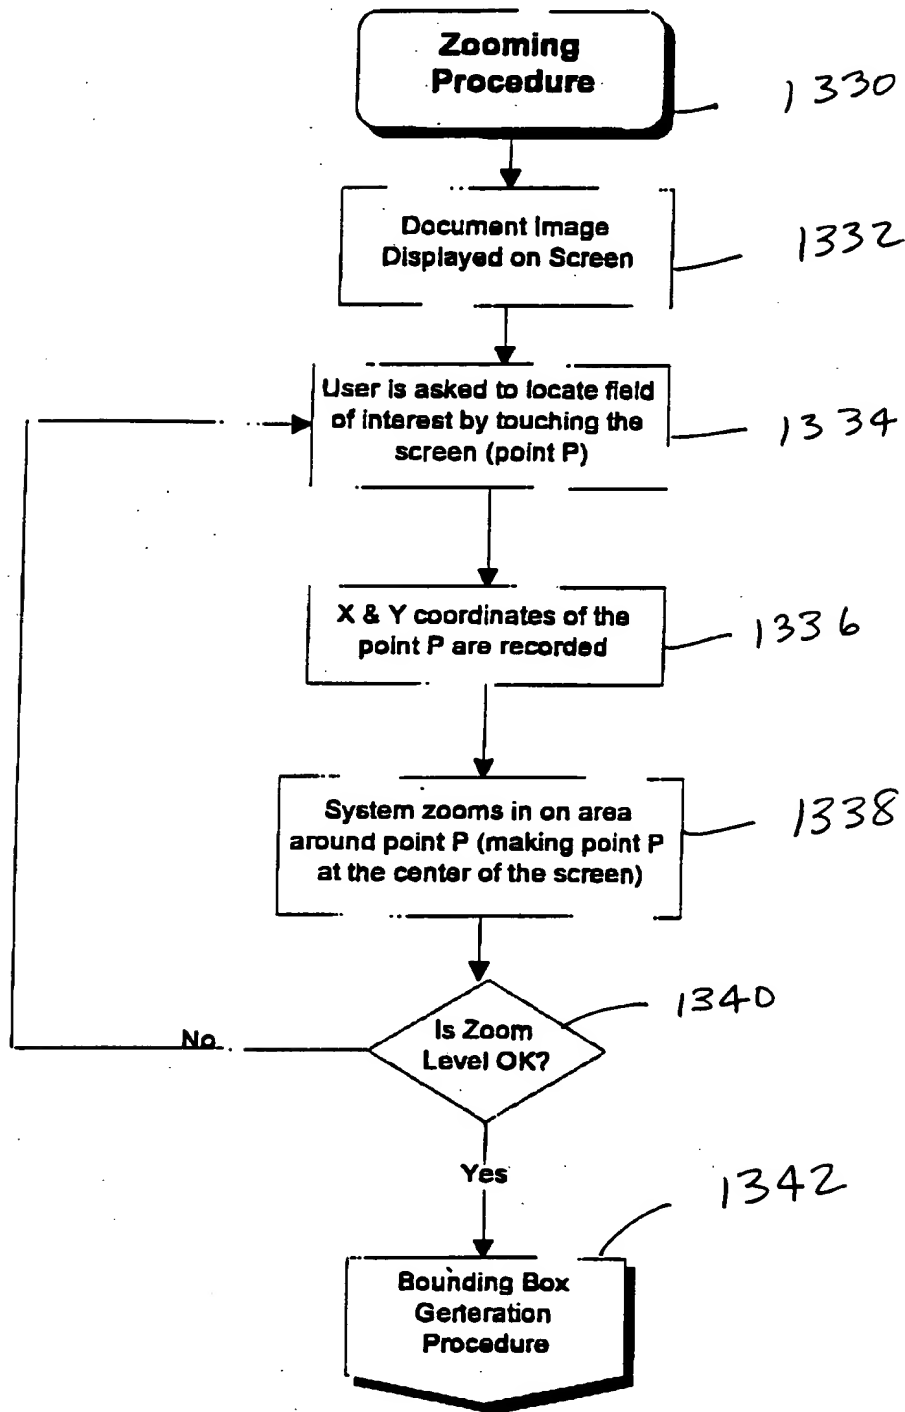 Zooming
Procedure
1330
Document Image
Displayed on Screen
1332
User is asked to locate field
of interest by touching the
screen (point P)
1334
X & Y coordinates of the
point P are recorded
1336
System zooms in on area
around point P (making point P
at the center of the screen)
1338
Is Zoom
Level OK?
1340
No
Yes
1342
Bounding Box
Generation
Procedure